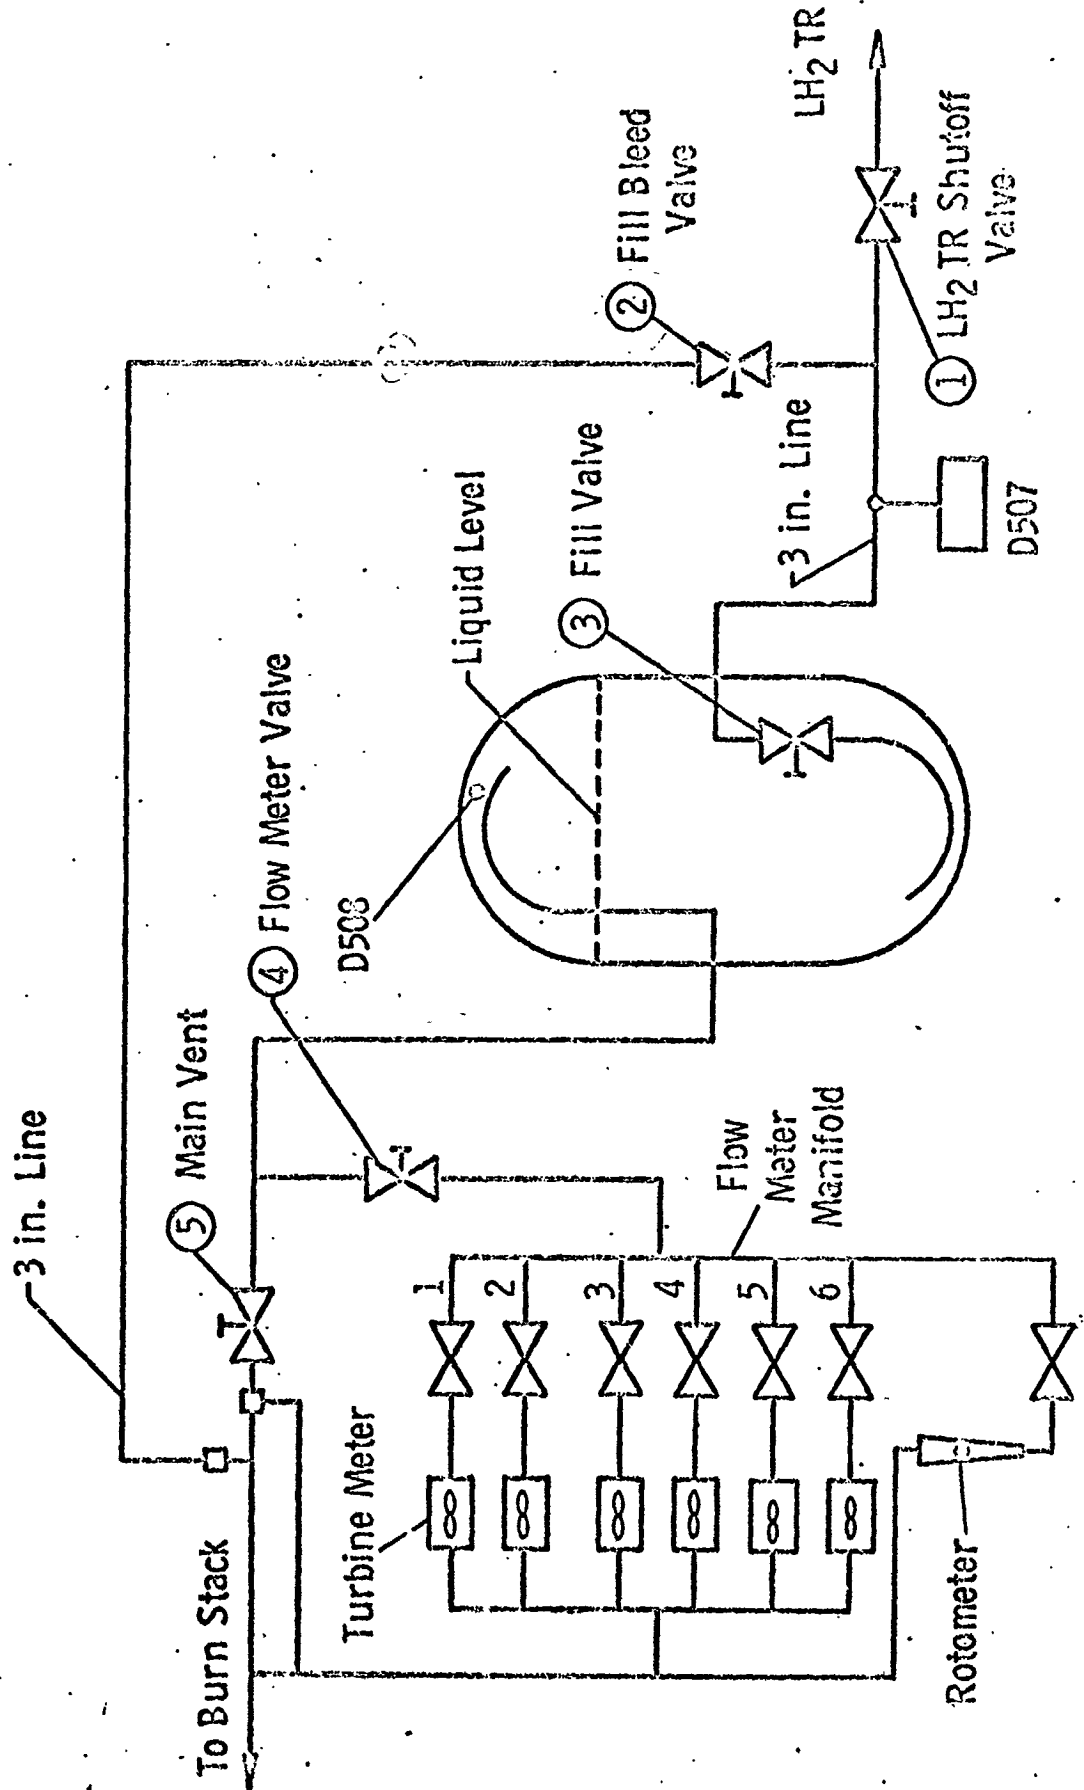 3 in. Line
To Burn Stack
5 Main Vent
4 Flow Meter Valve
Turbine Meter
D508
Liquid Level
1
2
3
4
5
6
Flow
Meter
Manifold
3 Fill Valve
2 Fill Bleed
Valve
3 in. Line
LH2 TR
1 LH2 TR Shutoff
Valve
D507
Rotometer